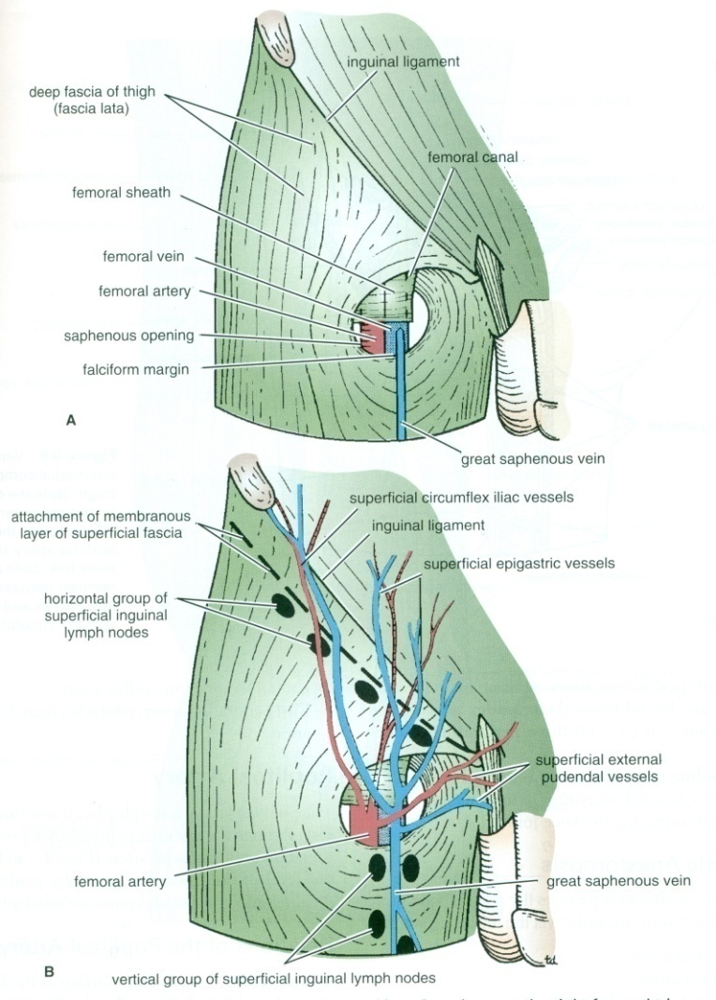 inguinal ligament
deep fascia of thigh
(fascia lata)
femoral canal
femoral sheath
femoral vein
femoral artery
saphenous opening
falciform margin
A
great saphenous vein
superficial circumflex iliac vessels
attachment of membranous
layer of superficial fascia
inguinal ligament
superficial epigastric vessels
horizontal group of
superficial inguinal
lymph nodes
superficial external
pudendal vessels
femoral artery
great saphenous vein
td
B
vertical group of superficial inguinal lymph nodes